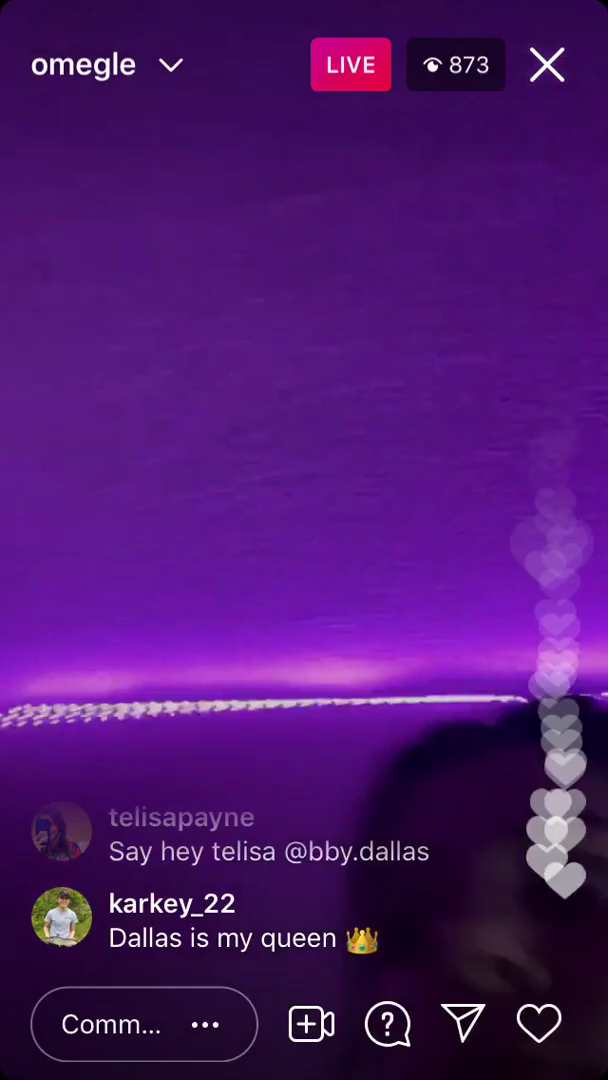 omegle
LIVE
873
telisapayne
Say hey telisa @bby.dallas
karkey_22
Dallas is my queen 👑
Comm...